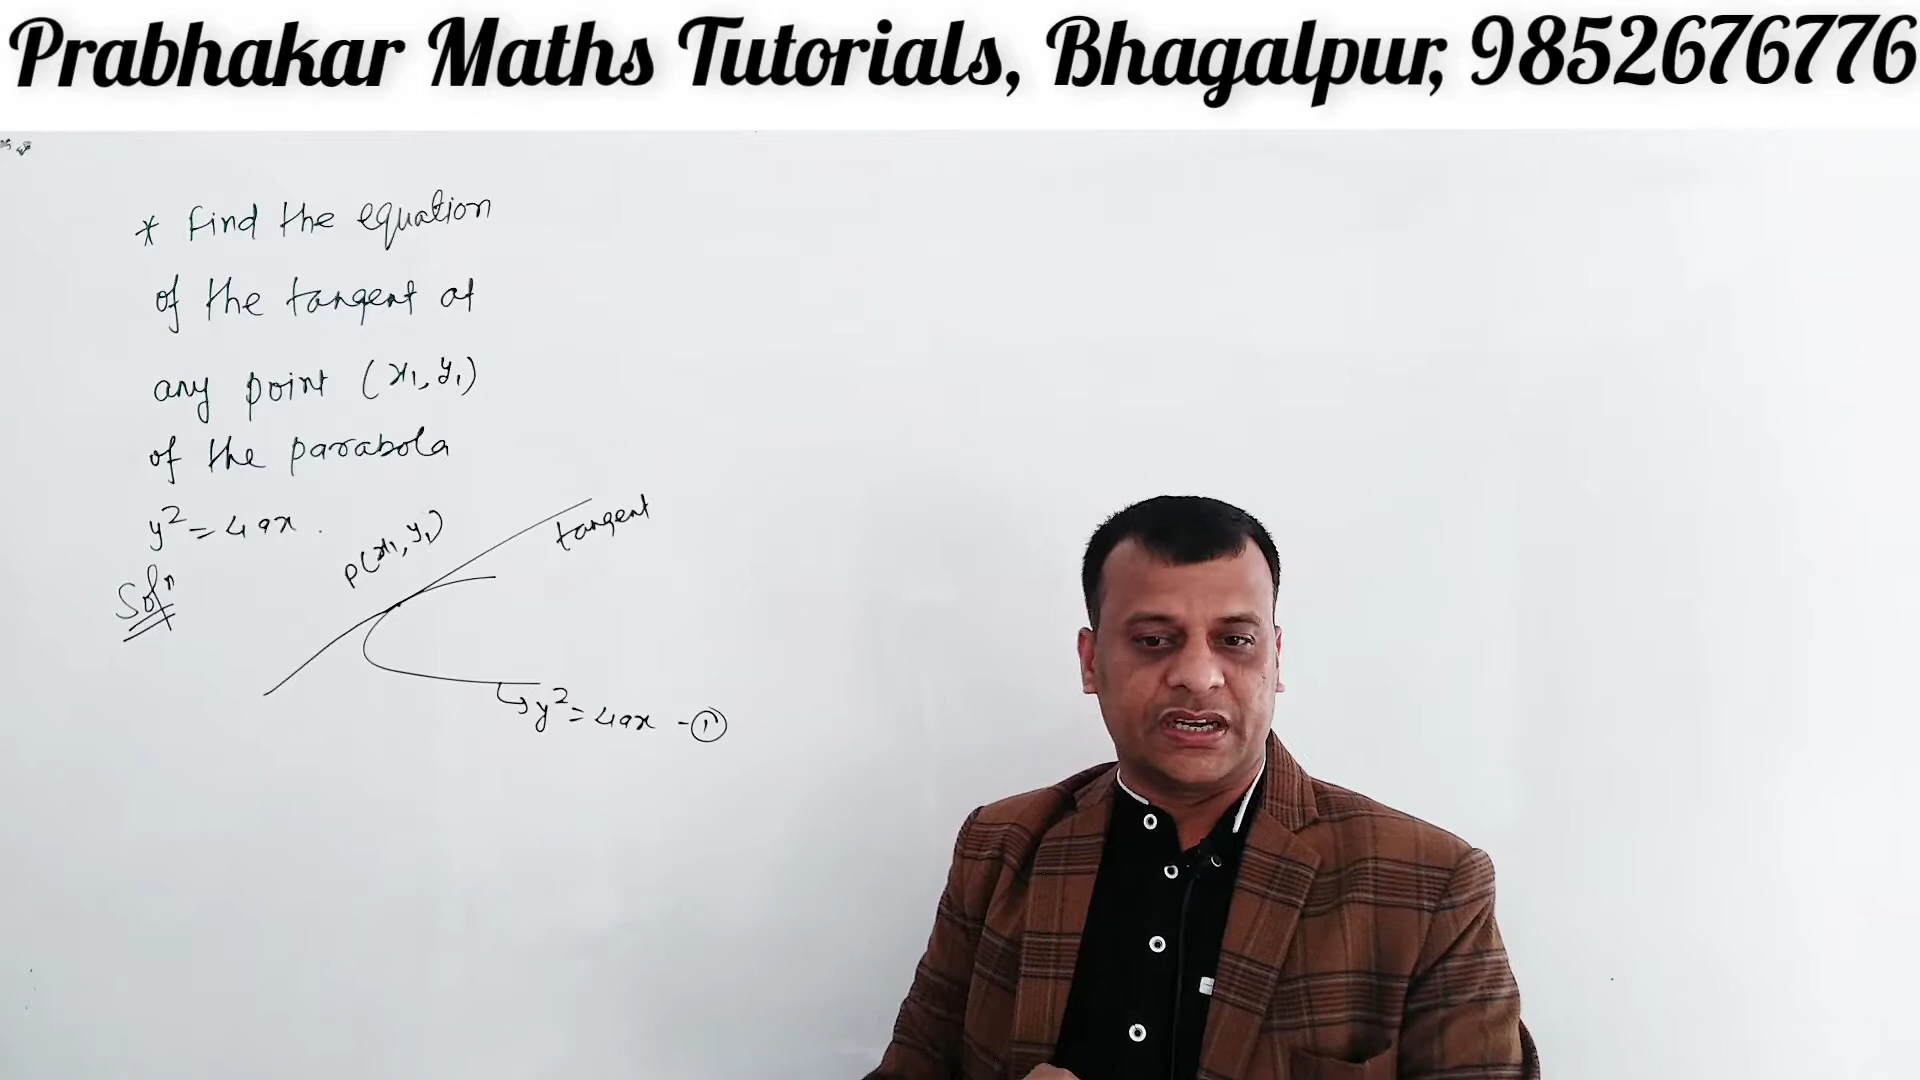 Prabhakar Maths Tutorials, Bhagalpur, 9852676776
* Find the equation
of the tangent at
any point (x₁, y₁)
of the parabola
y² = 4ax .
Solⁿ
P(x₁, y₁)
tangent
y² = 4ax - ①